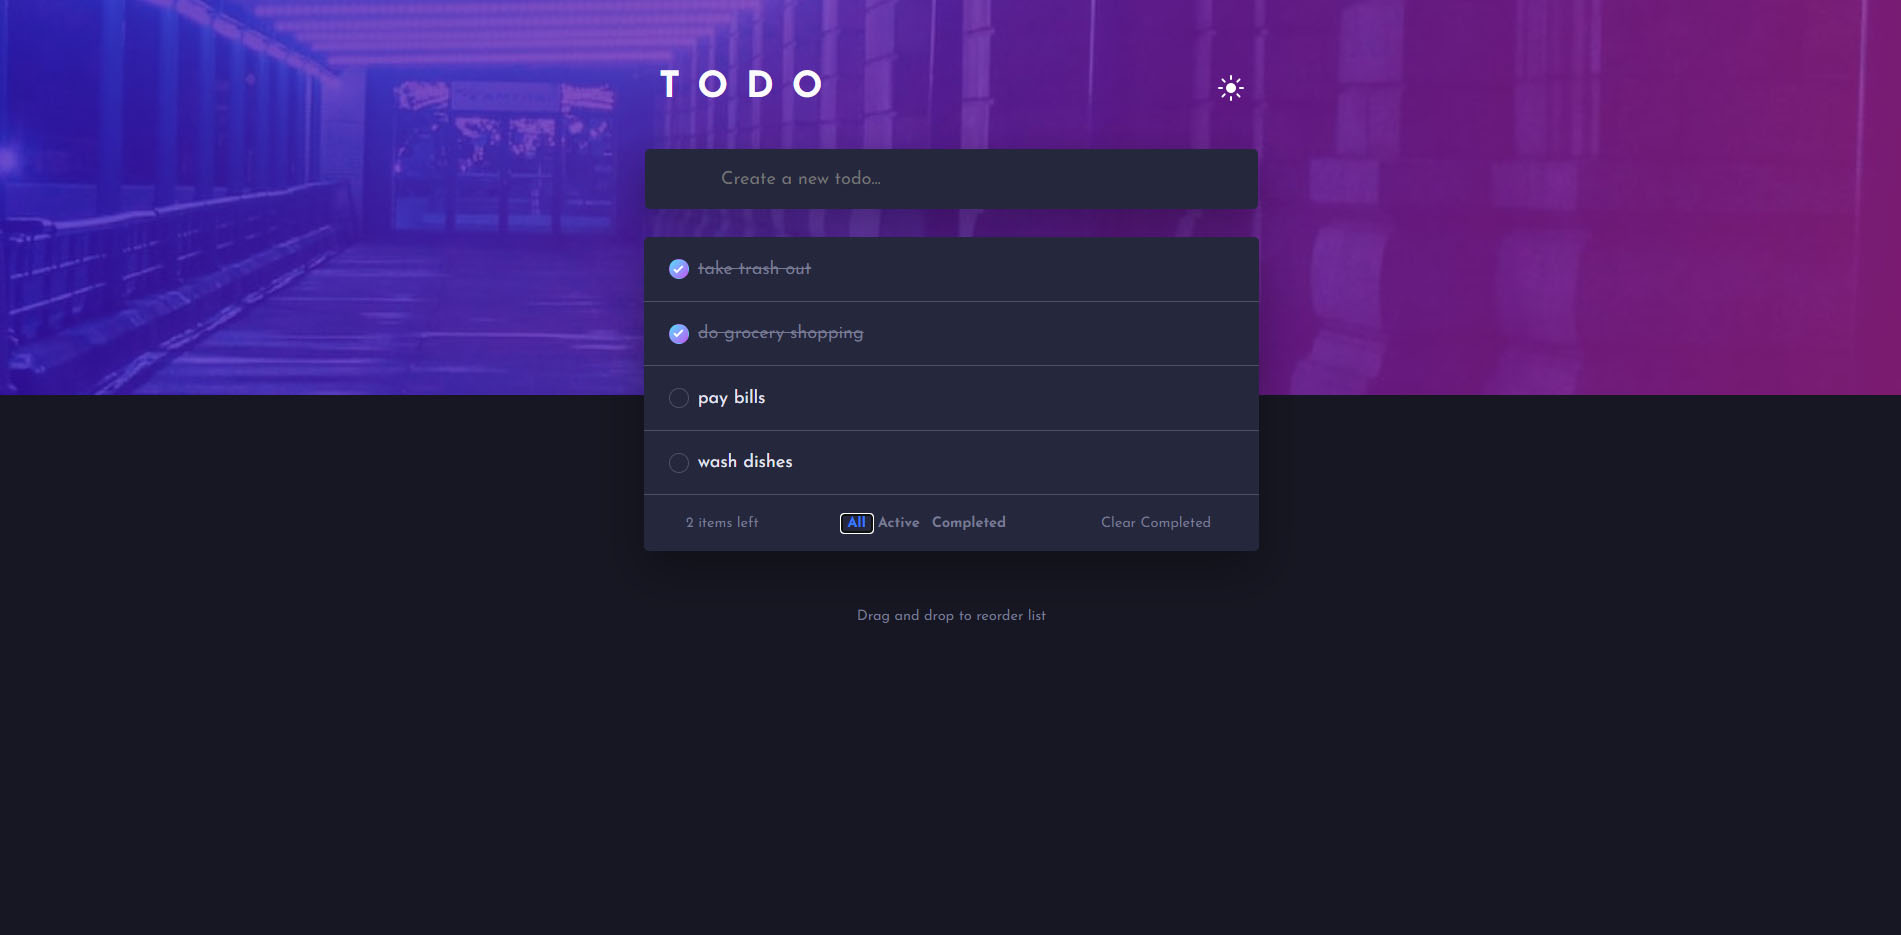 TODO
Create a new todo...
take trash out
do grocery shopping
pay bills
wash dishes
2 items left All Active Completed Clear Completed
Drag and drop to reorder list